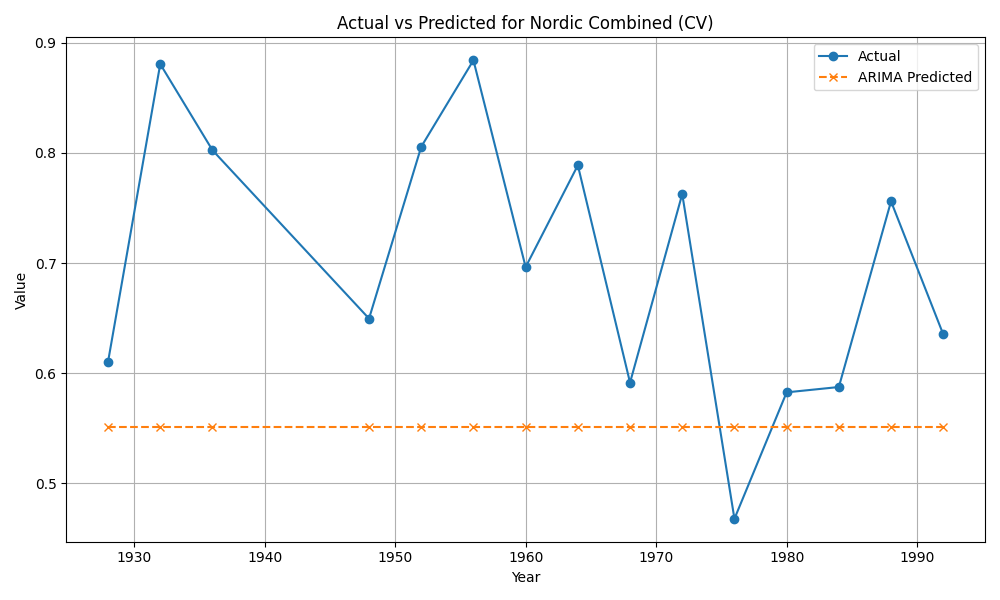 Actual vs Predicted for Nordic Combined (CV)
Actual
ARIMA Predicted
0.9
0.8
0.7
0.6
0.5
Value
1930 1940 1950 1960 1970 1980 1990
Year